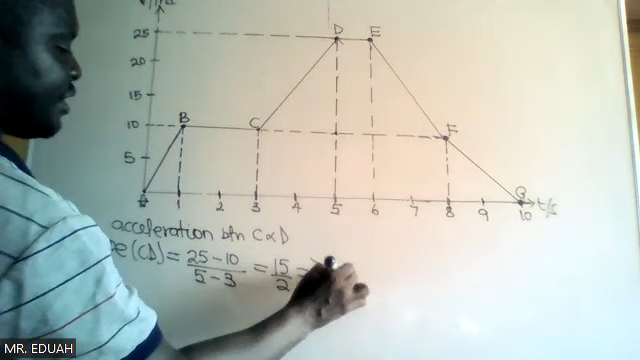 25 D E
20
15
10 B C F
5
A 1 2 3 4 5 6 7 8 9 10 G t/s
acceleration btn C & D
(CD) = 25-10 / 5-3 = 15 / 2 =
MR. EDUAH